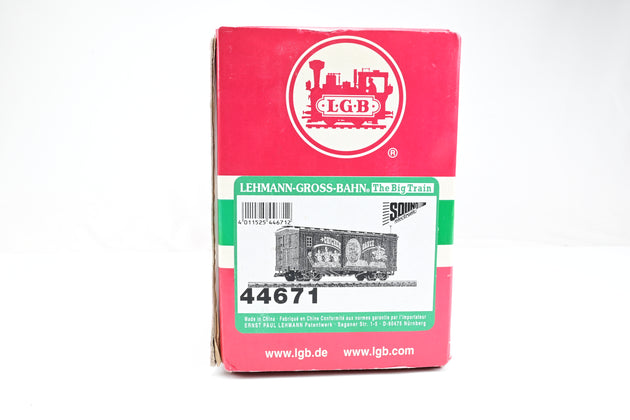 L·G·B
®
LEHMANN-GROSS-BAHN® The Big Train
4 011525 446712
SOUND
electronic
CHICKEN
44671
Made in China · Fabriqué en Chine Conformité aux normes garantie par l'importateur
ERNST PAUL LEHMANN Patentwerk · Saganer Str. 1-5 · D-90475 Nürnberg
www.lgb.de www.lgb.com